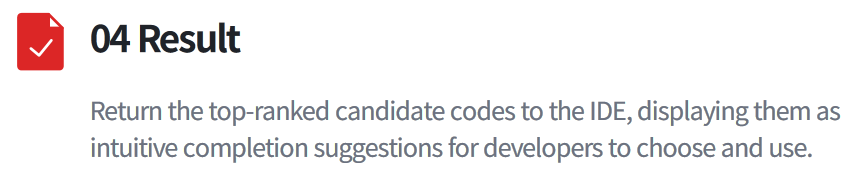 04 Result
Return the top-ranked candidate codes to the IDE, displaying them as
intuitive completion suggestions for developers to choose and use.